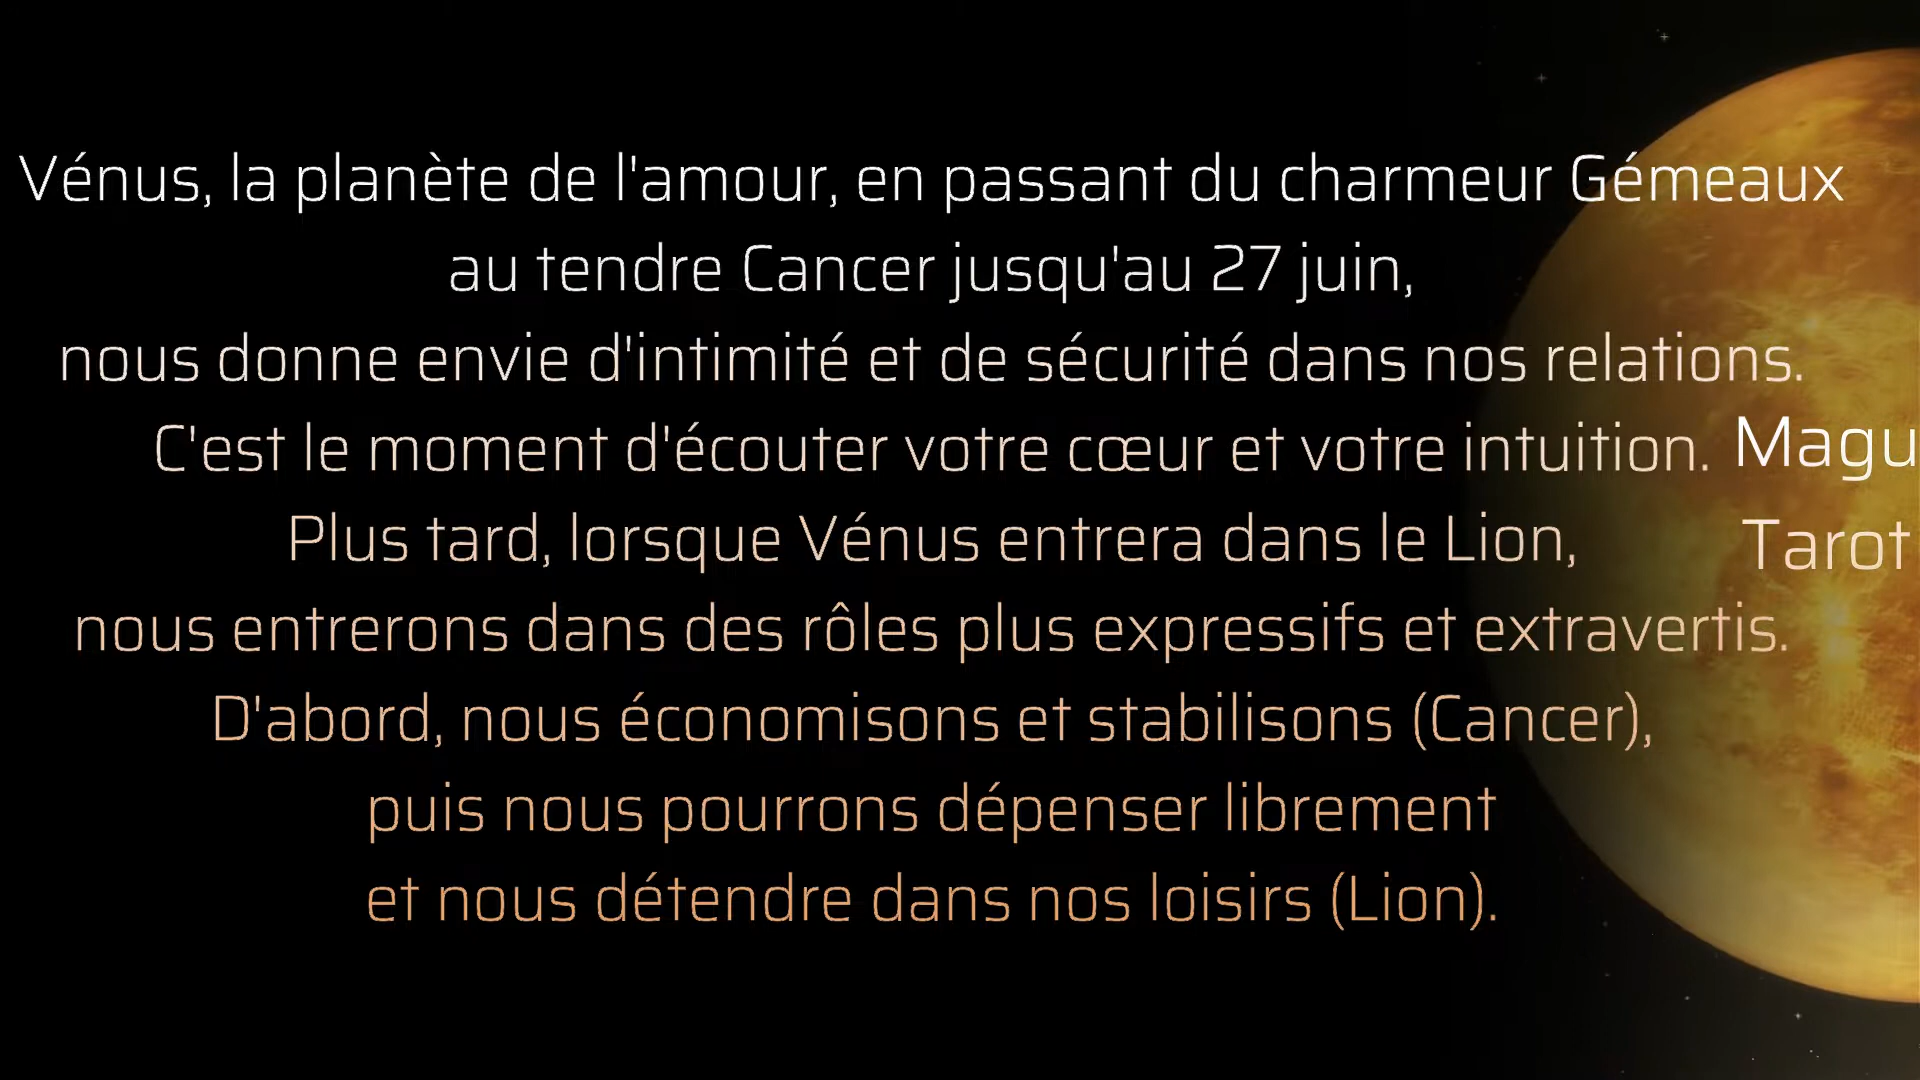 Vénus, la planète de l'amour, en passant du charmeur Gémeaux
au tendre Cancer jusqu'au 27 juin,
nous donne envie d'intimité et de sécurité dans nos relations.
C'est le moment d'écouter votre cœur et votre intuition.
Plus tard, lorsque Vénus entrera dans le Lion,
nous entrerons dans des rôles plus expressifs et extravertis.
D'abord, nous économisons et stabilisons (Cancer),
puis nous pourrons dépenser librement
et nous détendre dans nos loisirs (Lion).
Magu
Tarot